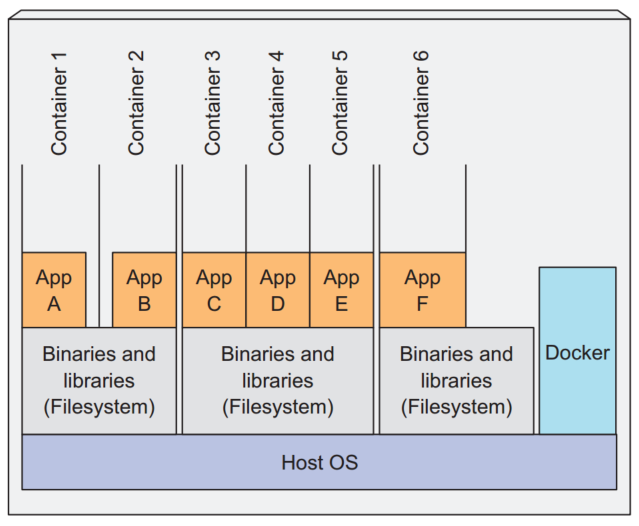 Container 1
Container 2
Container 3
Container 4
Container 5
Container 6
App
A
App
B
App
C
App
D
App
E
App
F
Binaries and
libraries
(Filesystem)
Binaries and
libraries
(Filesystem)
Binaries and
libraries
(Filesystem)
Docker
Host OS